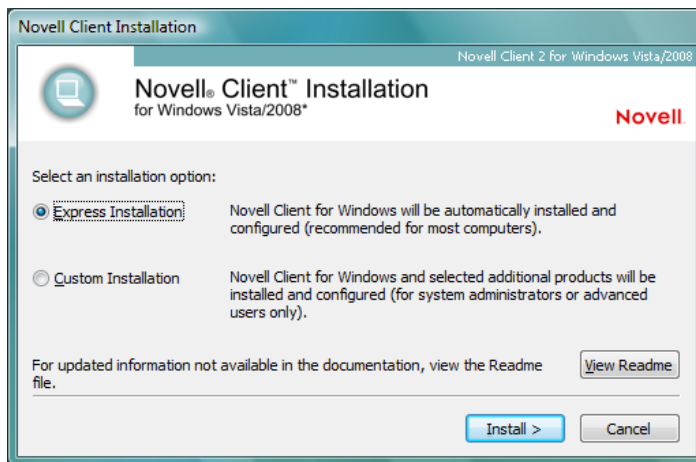 Novell Client Installation
Novell Client 2 for Windows Vista/2008
Novell® Client™ Installation
for Windows Vista/2008*
Novell.
Select an installation option:
Express Installation
Novell Client for Windows will be automatically installed and
configured (recommended for most computers).
Custom Installation
Novell Client for Windows and selected additional products will be
installed and configured (for system administrators or advanced
users only).
For updated information not available in the documentation, view the Readme
file.
View Readme
Install >
Cancel